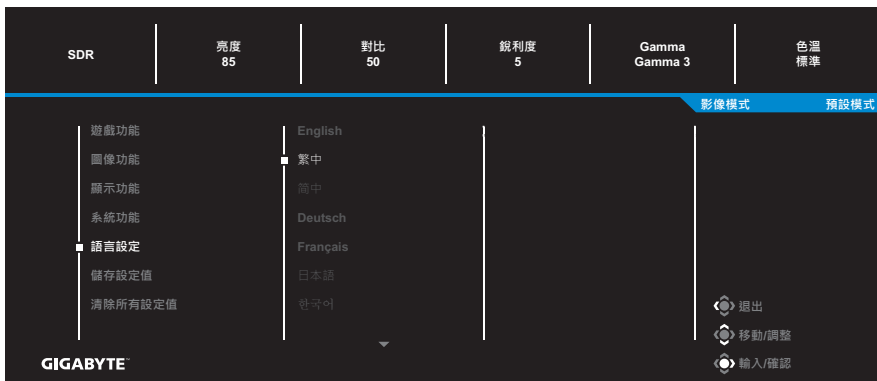 SDR
亮度
85
對比
50
銳利度
5
Gamma
Gamma 3
色溫
標準
影像模式 預設模式
遊戲功能
圖像功能
顯示功能
系統功能
語言設定
儲存設定值
清除所有設定值
English
繁中
简中
Deutsch
Français
日本語
한국어
退出
移動/調整
輸入/確認
GIGABYTE™